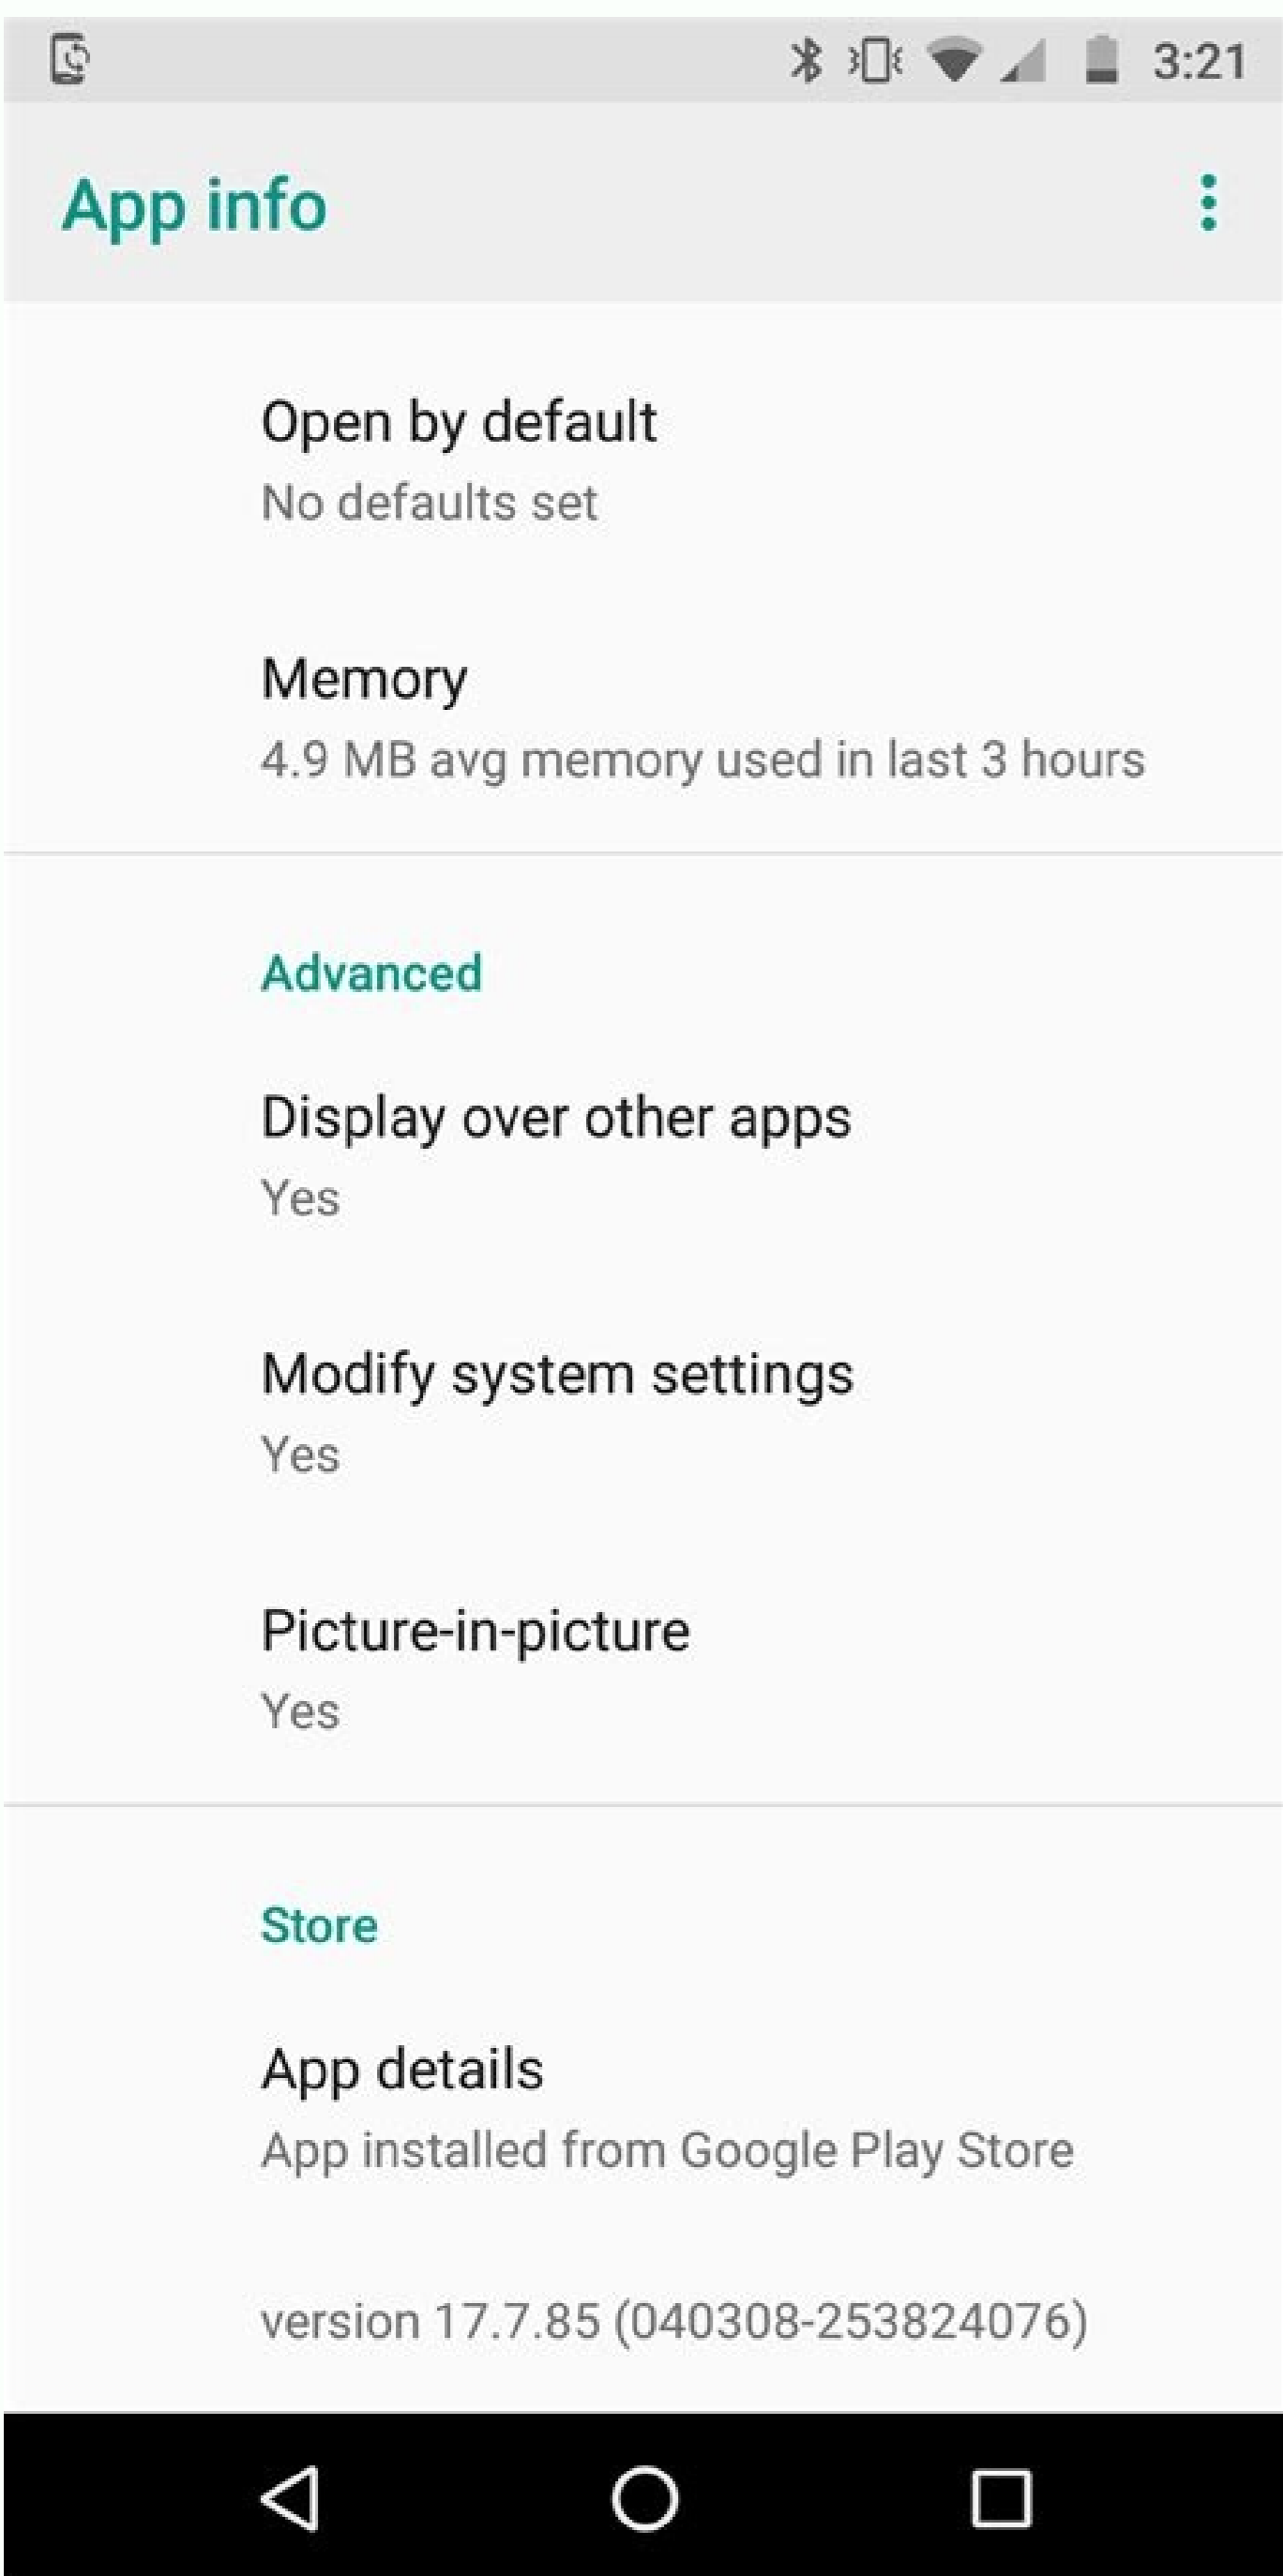 3:21
App info
Open by default
No defaults set
Memory
4.9 MB avg memory used in last 3 hours
Advanced
Display over other apps
Yes
Modify system settings
Yes
Picture-in-picture
Yes
Store
App details
App installed from Google Play Store
version 17.7.85 (040308-253824076)